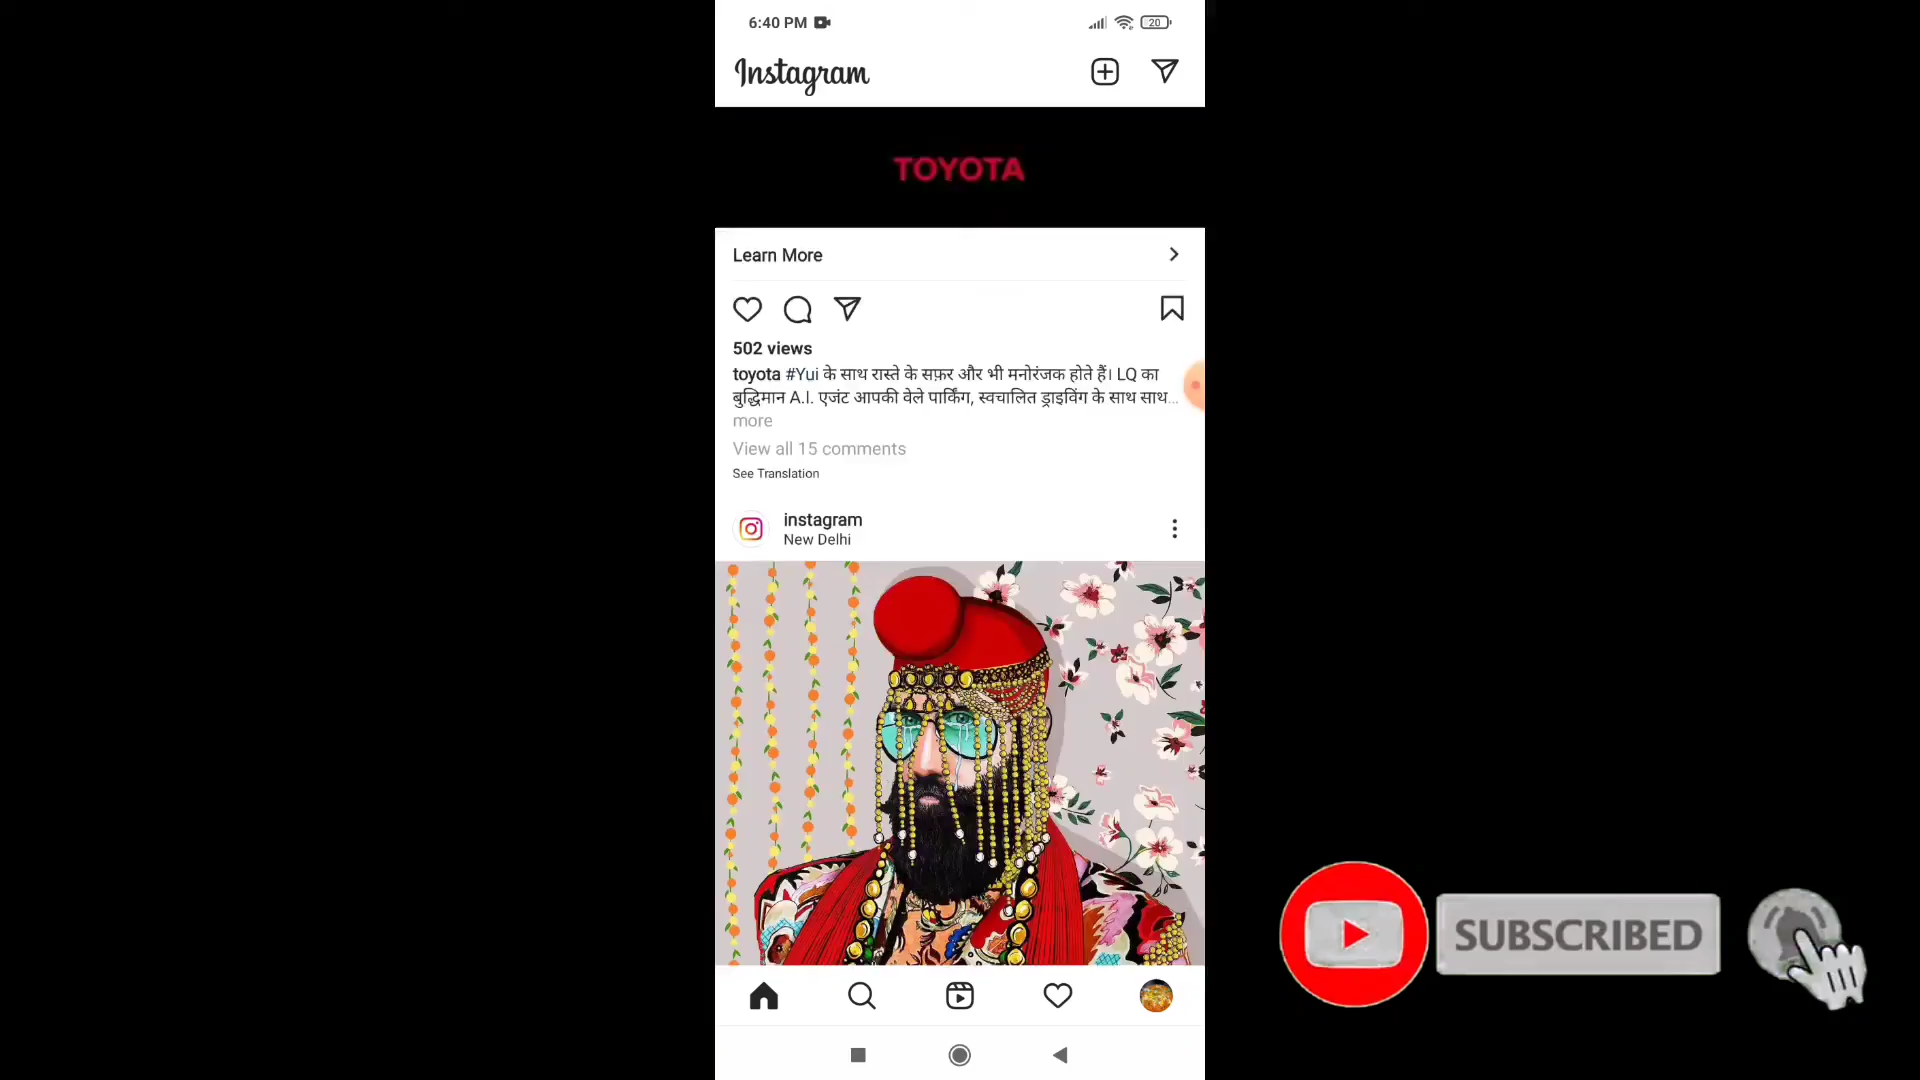 6:40 PM
20
Instagram
TOYOTA
Learn More
502 views
toyota #Yui के साथ रास्ते के सफ़र और भी मनोरंजक होते हैं। LQ का
बुद्धिमान A.I. एजंट आपकी वेले पार्किंग, स्वचालित ड्राइविंग के साथ साथ...
more
View all 15 comments
See Translation
instagram
New Delhi
SUBSCRIBED